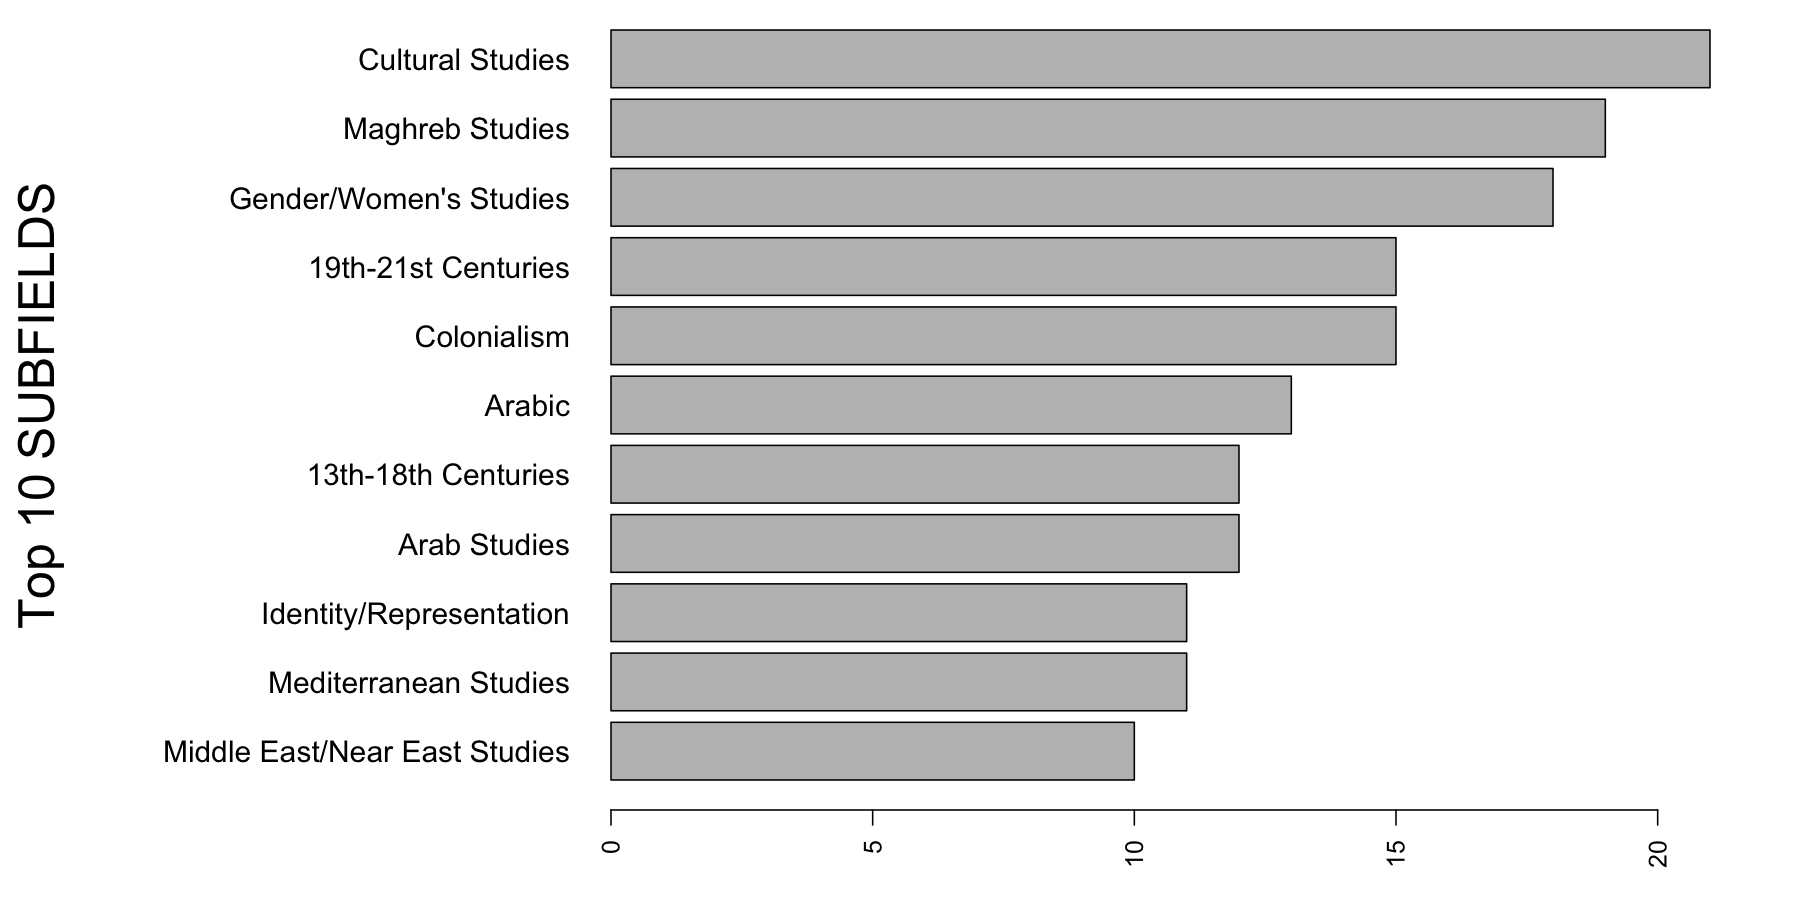 Top 10 SUBFIELDS
Cultural Studies
Maghreb Studies
Gender/Women's Studies
19th-21st Centuries
Colonialism
Arabic
13th-18th Centuries
Arab Studies
Identity/Representation
Mediterranean Studies
Middle East/Near East Studies
0 5 10 15 20